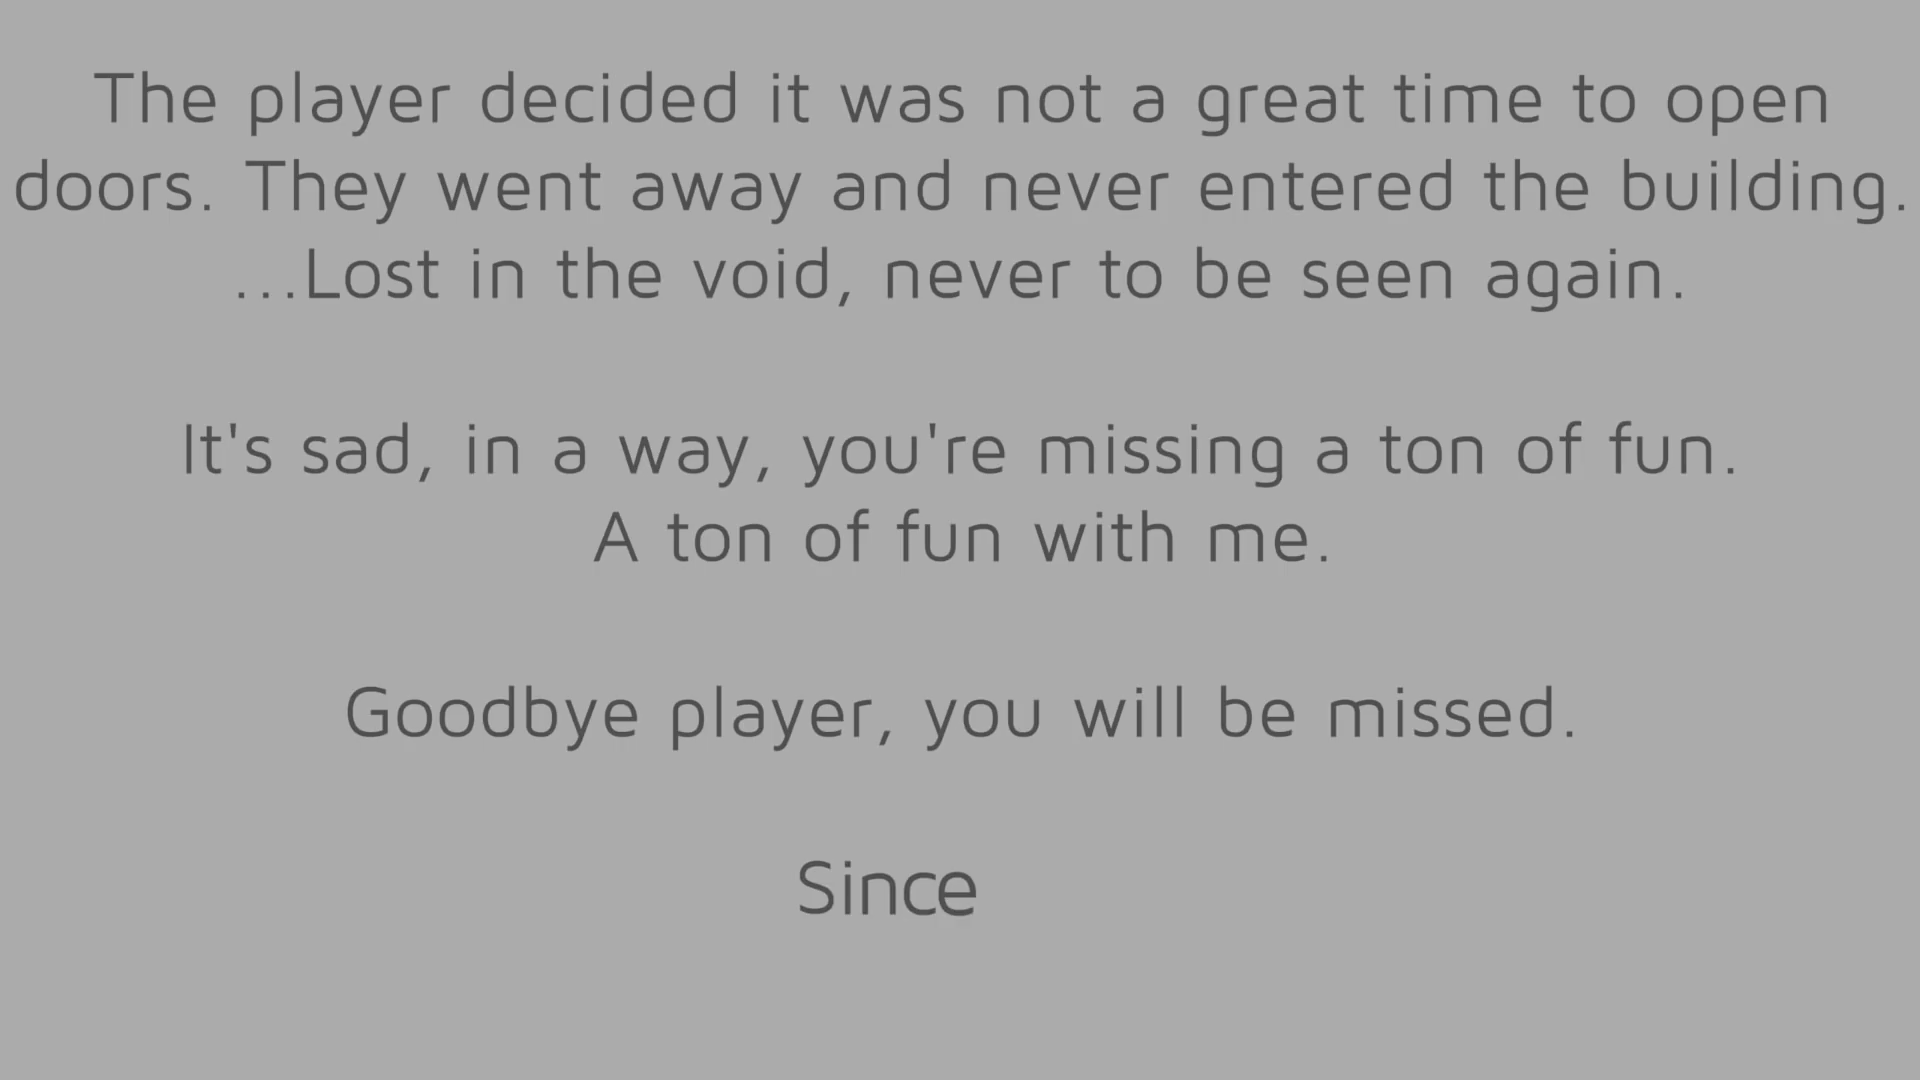 The player decided it was not a great time to open
doors. They went away and never entered the building.
...Lost in the void, never to be seen again.
It's sad, in a way, you're missing a ton of fun.
A ton of fun with me.
Goodbye player, you will be missed.
Since